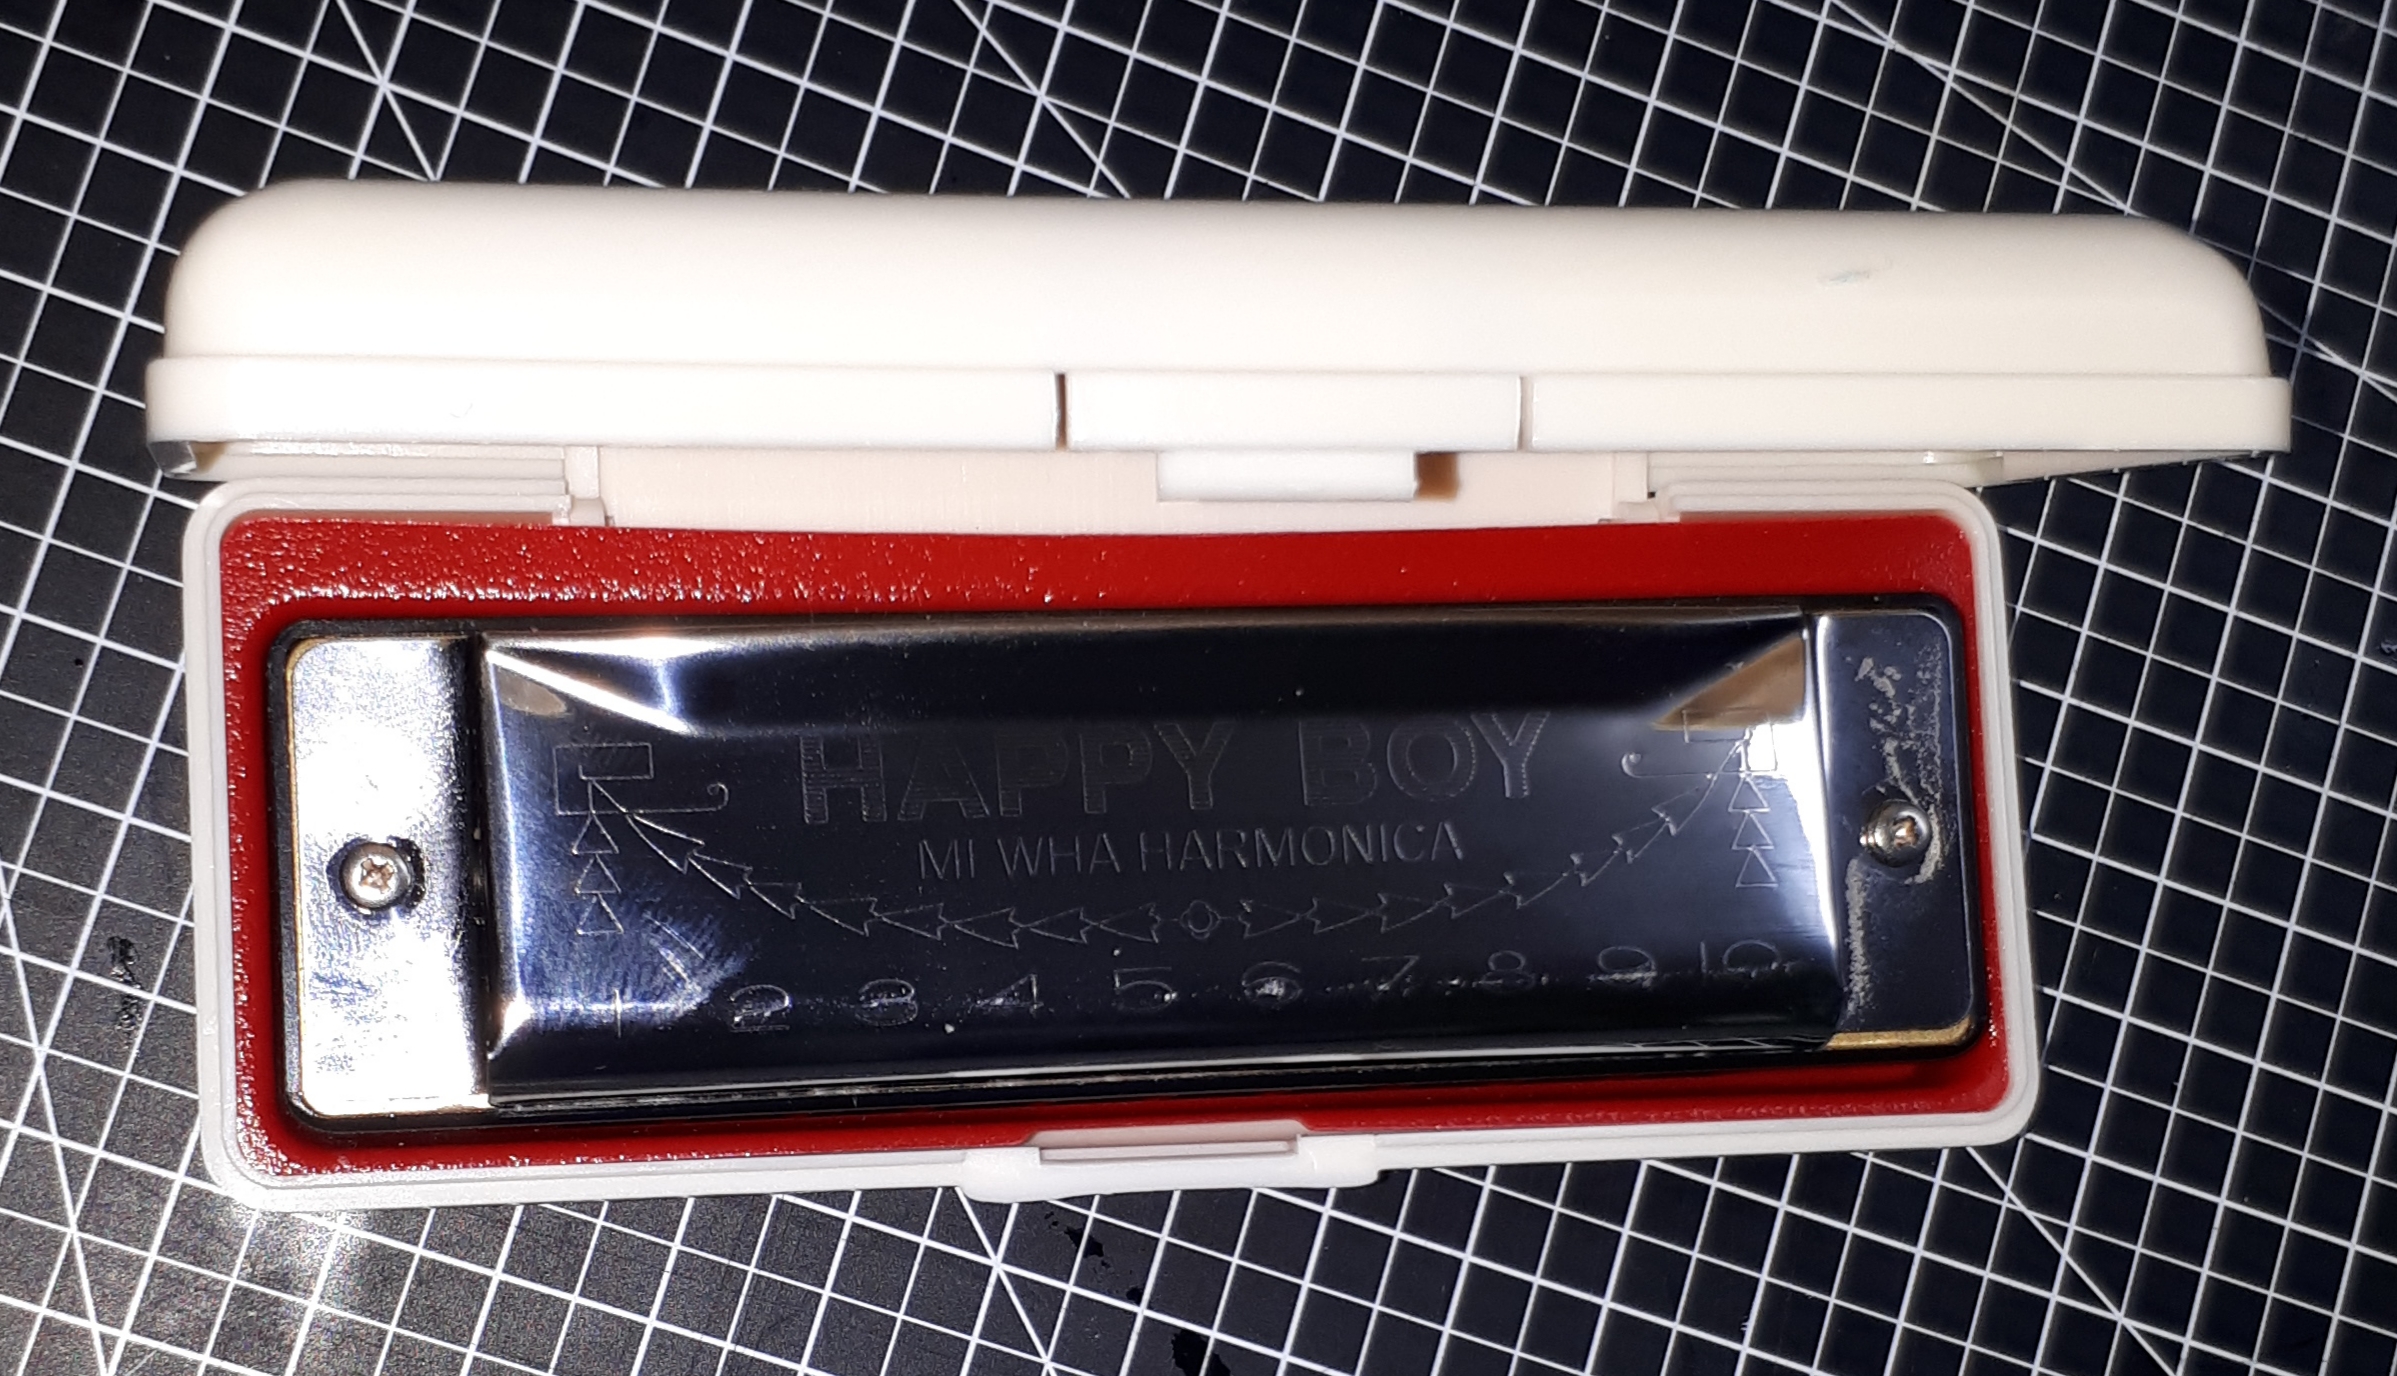 HAPPY BOY
MI WHA HARMONICA
1 2 3 4 5 6 7 8 9 10